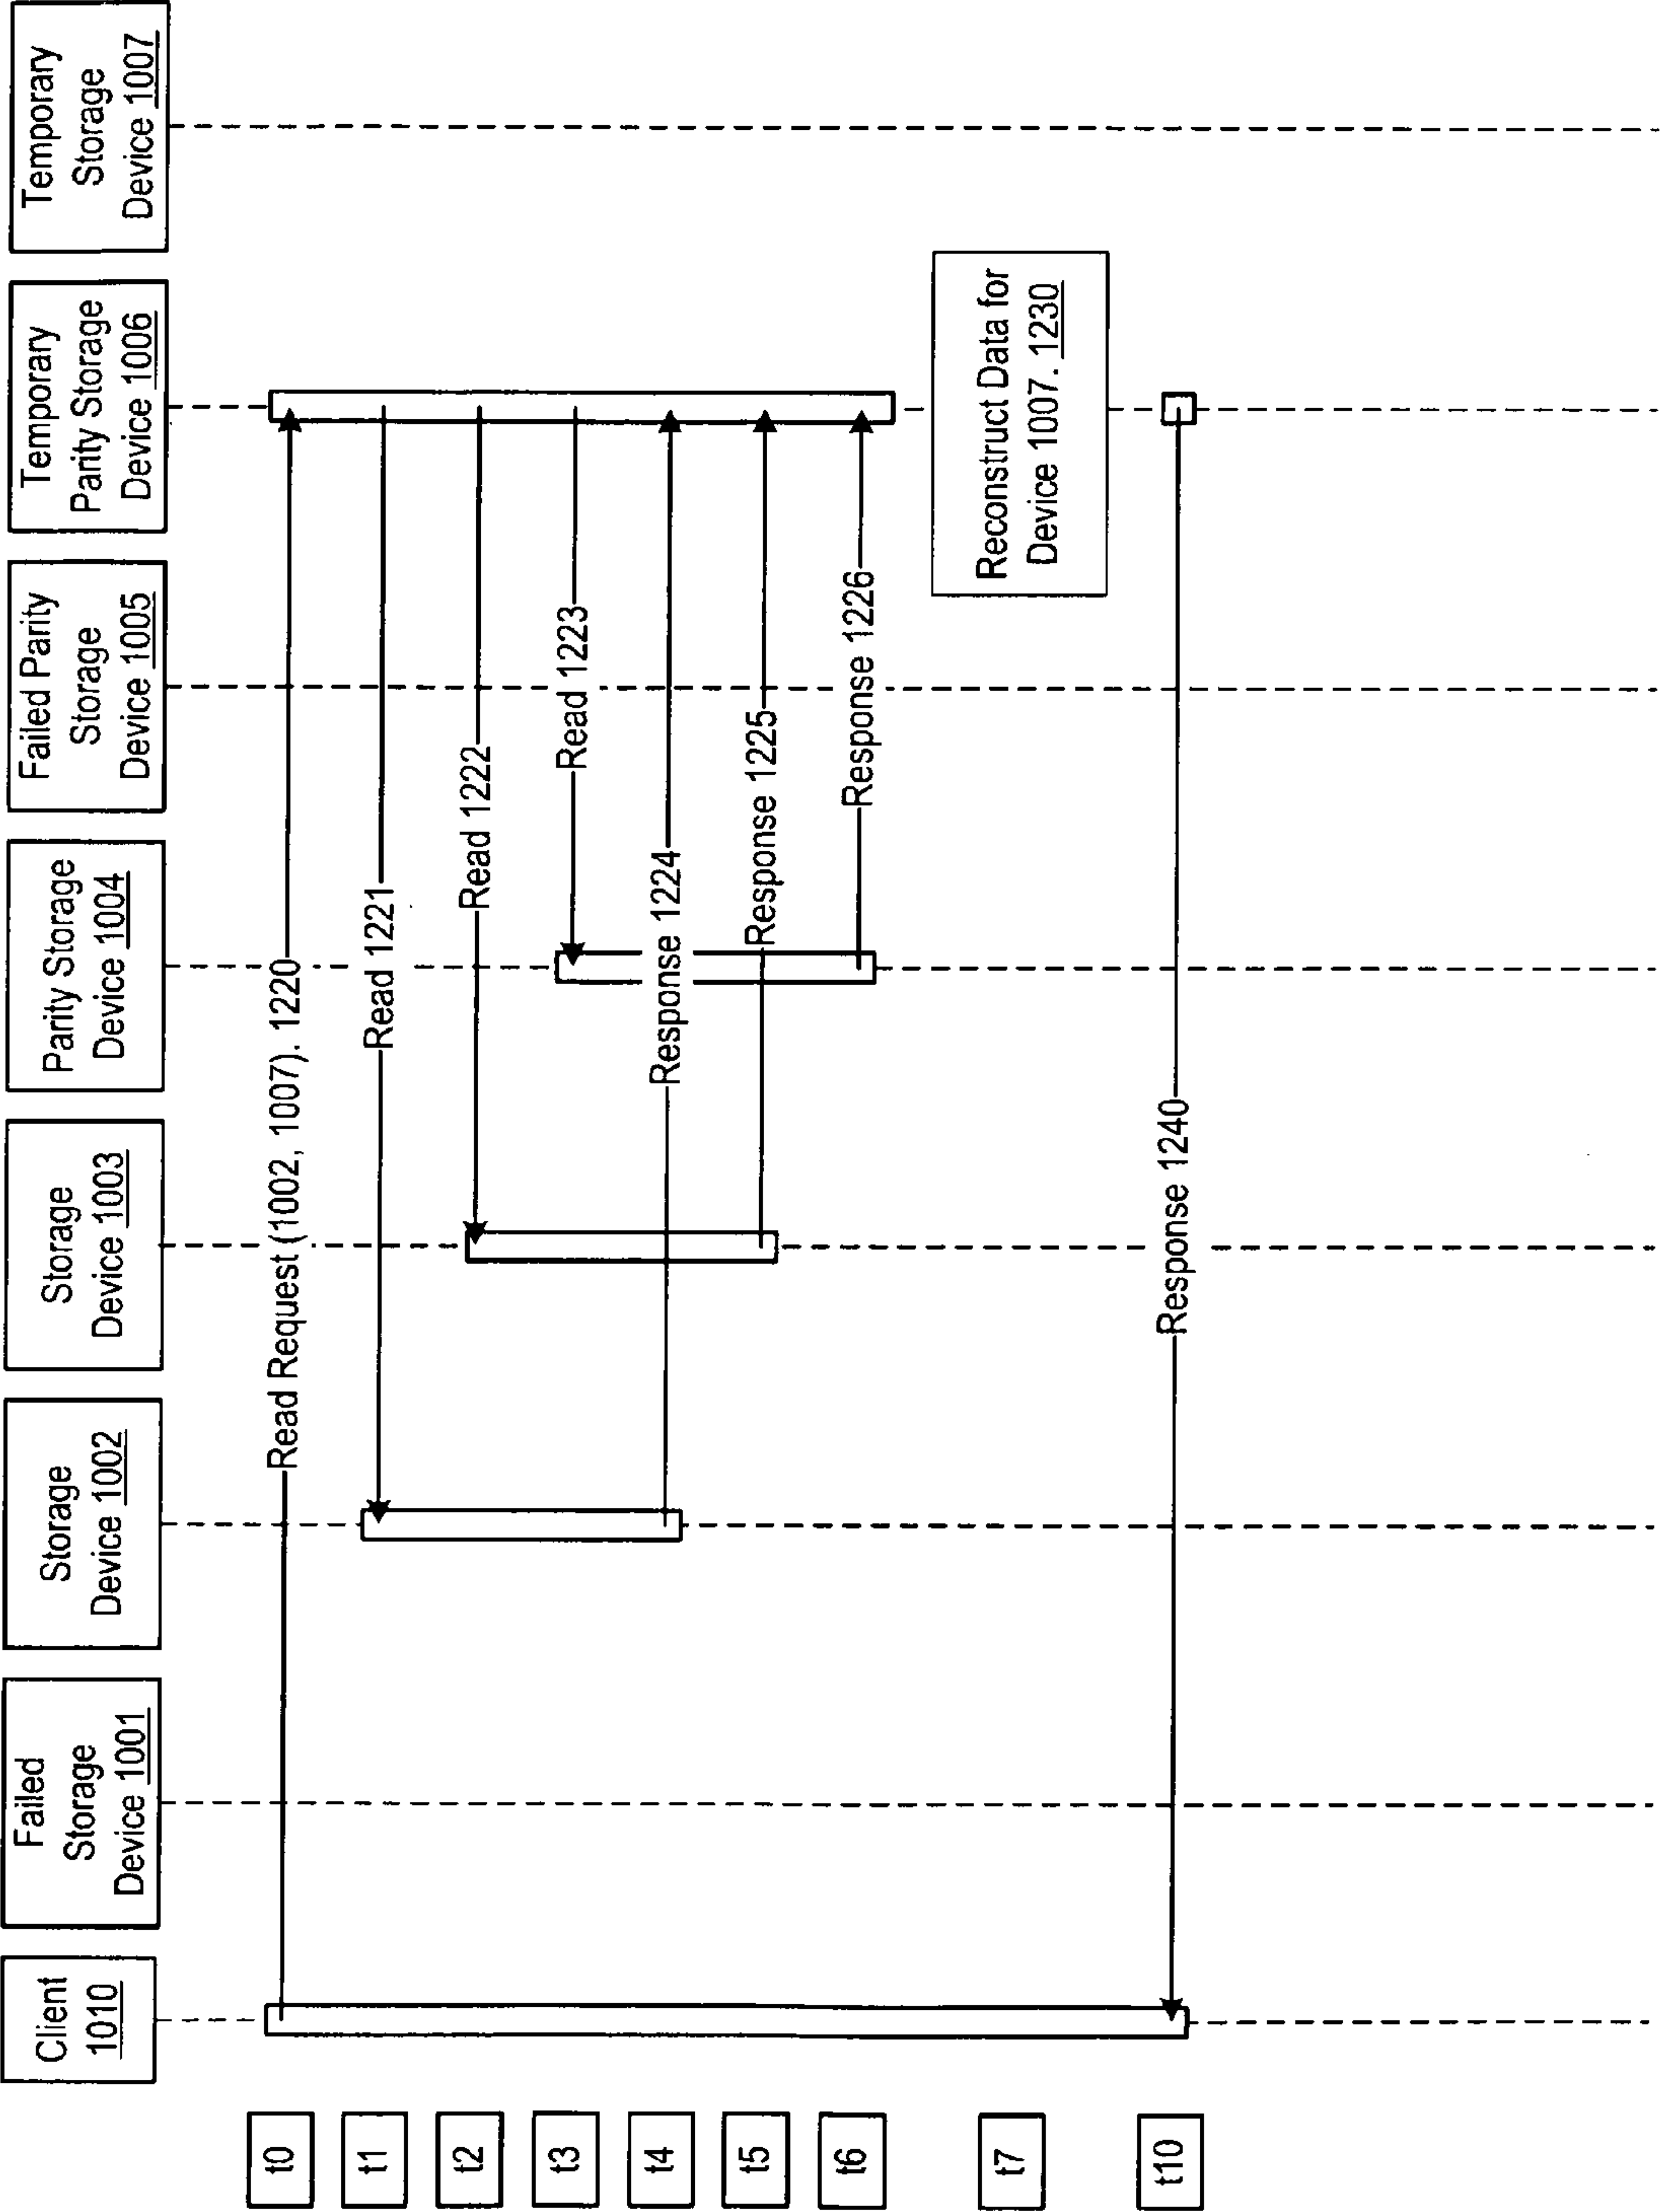 Client
1010
Failed
Storage
Device 1001
Storage
Device 1002
Storage
Device 1003
Parity Storage
Device 1004
Failed Parity
Storage
Device 1005
Temporary
Parity Storage
Device 1006
Temporary
Storage
Device 1007
t0
Read Request (1002, 1007). 1220
t1
Read 1221
t2
Read 1222
t3
Read 1223
t4
Response 1224
t5
Response 1225
t6
Response 1226
t7
Reconstruct Data for
Device 1007. 1230
t10
Response 1240